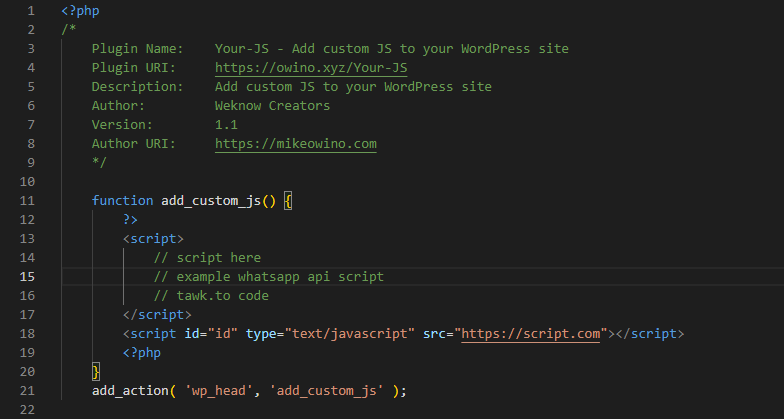 1 <?php
2 /*
3 Plugin Name: Your-JS - Add custom JS to your WordPress site
4 Plugin URI: https://owino.xyz/Your-JS
5 Description: Add custom JS to your WordPress site
6 Author: Weknow Creators
7 Version: 1.1
8 Author URI: https://mikeowino.com
9 */
10
11 function add_custom_js() {
12 ?>
13 <script>
14 // script here
15 // example whatsapp api script
16 // tawk.to code
17 </script>
18 <script id="id" type="text/javascript" src="https://script.com"></script>
19 <?php
20 }
21 add_action( 'wp_head', 'add_custom_js' );
22